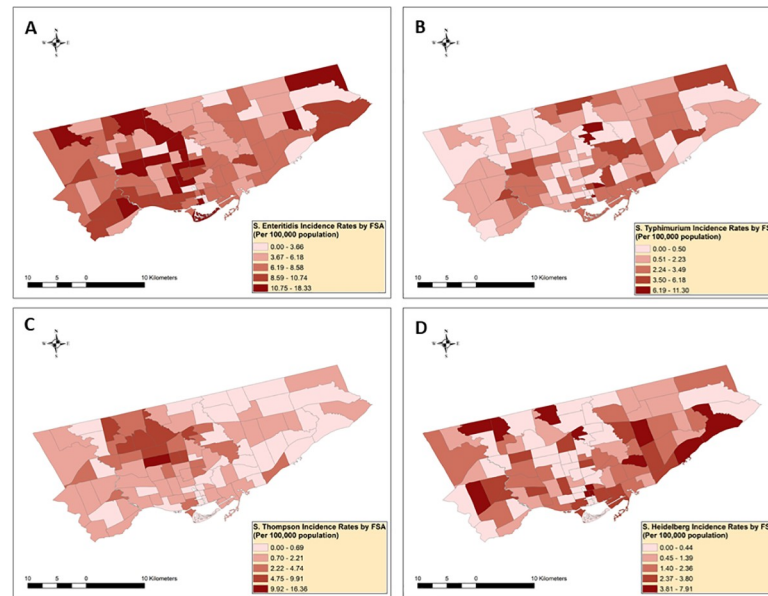 A
N
W E
S
S. Enteritidis Incidence Rates by FSA
(Per 100,000 population)
0.00 - 3.66
3.67 - 6.18
6.19 - 8.58
8.59 - 10.74
10.75 - 18.33
10 5 0 10 Kilometers
B
N
W E
S
S. Typhimurium Incidence Rates by FSA
(Per 100,000 population)
0.00 - 0.50
0.51 - 2.23
2.24 - 3.49
3.50 - 6.18
6.19 - 11.30
10 5 0 10 Kilometers
C
N
W E
S
S. Thompson Incidence Rates by FSA
(Per 100,000 population)
0.00 - 0.69
0.70 - 2.21
2.22 - 4.74
4.75 - 9.91
9.92 - 16.36
10 5 0 10 Kilometers
D
N
W E
S
S. Heidelberg Incidence Rates by FSA
(Per 100,000 population)
0.00 - 0.44
0.45 - 1.39
1.40 - 2.36
2.37 - 3.80
3.81 - 7.91
10 5 0 10 Kilometers